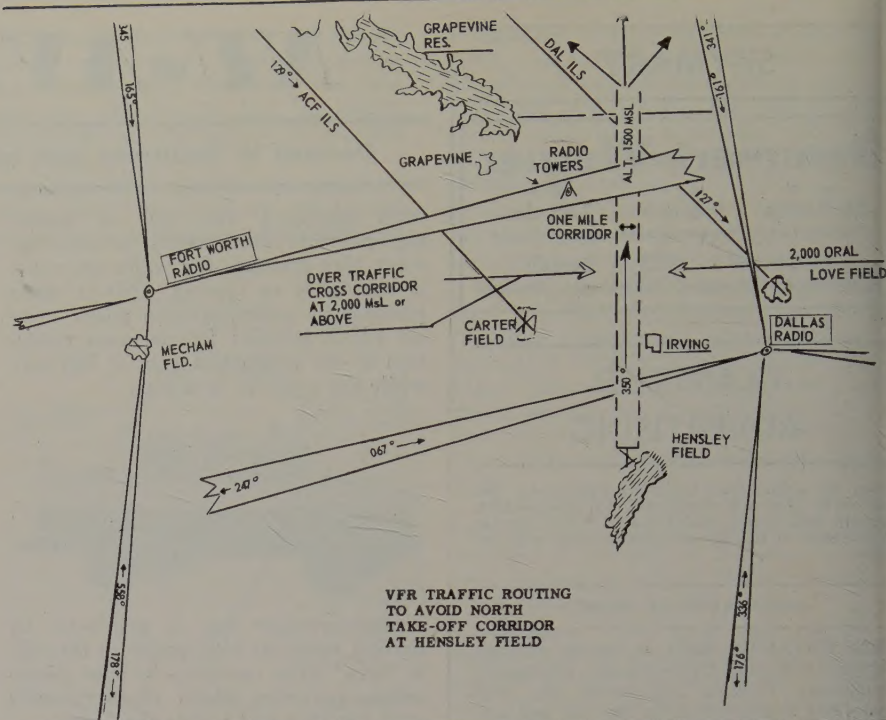 345
165°
129° → ACF ILS
GRAPEVINE
RES.
DAL ILS
341°
←161°
GRAPEVINE
RADIO
TOWERS
ALT. 1500 MSL
127°
ONE MILE
CORRIDOR
FORT WORTH
RADIO
OVER TRAFFIC
CROSS CORRIDOR
AT 2,000 MsL or
ABOVE
2,000 ORAL
LOVE FIELD
CARTER
FIELD
DALLAS
RADIO
MECHAM
FLD.
IRVING
350°
067° →
← 247°
HENSLEY
FIELD
558°
178°
336°
←176°
VFR TRAFFIC ROUTING
TO AVOID NORTH
TAKE-OFF CORRIDOR
AT HENSLEY FIELD